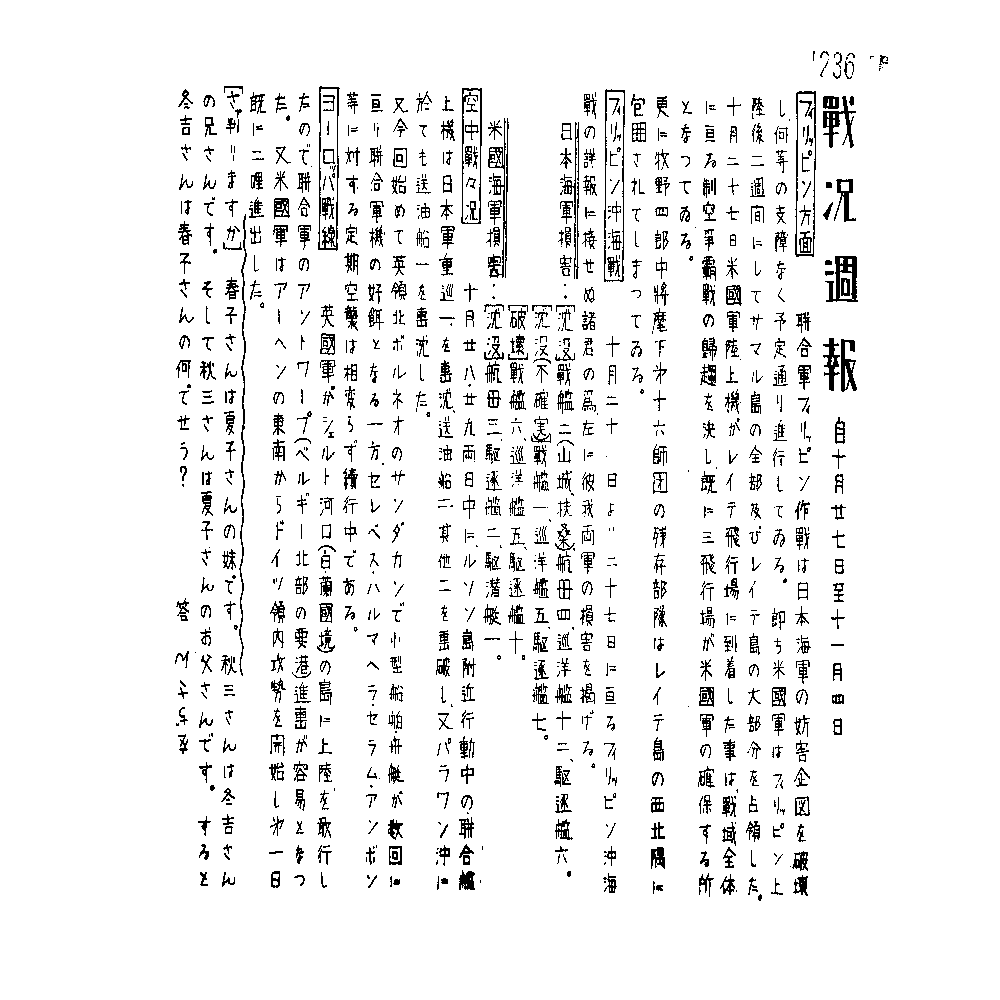 1236
戰況週報
自十月廿七日至十一月四日
フィリッピン方面 聯合軍フィリッピン作戰は日本海軍の妨害企図を破壞
し何等の支障なく予定通り進行してゐる。即ち米國軍はフィリッピン上
陸後二週间にしてサマル島の全部及びレイテ島の大部分を占領した。
十月二十七日米國軍陸上機がレイテ飛行場に到着した事は、戰域全体
に亘る制空爭覇戰の歸趨を決し既に三飛行場が米國軍の確保する所
となつてゐる。
更に牧野四郎中將麾下㐧十六師団の残存部隊はレイテ島の西北隅に
包囲されてしまつてゐる。
フィリッピン沖海戰 十月二十 日より二十七日に亘るフィリッピン沖海
戰の詳報に接せぬ諸君の爲左に彼我両軍の損害を掲げる。
日本海軍損害：沈没 戰艦二(山城、扶桑)航母四、巡洋艦十二、駆逐艦六。
沈没(不確実)戰艦一、巡洋艦五、駆逐艦七。
破壞 戰艦六、巡洋艦五、駆逐艦十。
米國海軍損害：沈没 航母三、駆逐艦二、駆潜艇一。
空中戰々況 十月廿八、廿九両日中にルソン島附近行動中の聯合艦
上機は日本軍重巡一、を轟沈、送油船二其他二を重破し、又パラワン沖に
於ても送油船一を轟沈した。
又今回始めて英領北ボルネオのサンダカンで小型船舶舟艇が数回に
亘り聯合軍機の好餌となる一方、セレベス、ハルマヘラ、セラム、アンボン
等に対する定期空襲は相変らず續行中である。
ヨーロッパ戰線 英國軍がシェルト河口(白蘭國境)の島に上陸を敢行し
たので聯合軍のアントワープ(ベルギー北部の要港)進出が容易となつ
た。又米國軍はアーヘンの東南からドイツ領内攻勢を開始し㐧一日
既に二哩進出した。
さ、判りますか 春子さんは夏子さんの妹です。秋三さんは冬吉さん
の兄さんです。そして秋三さんは夏子さんのお父さんです。すると
冬吉さんは春子さんの何でせう？ 答